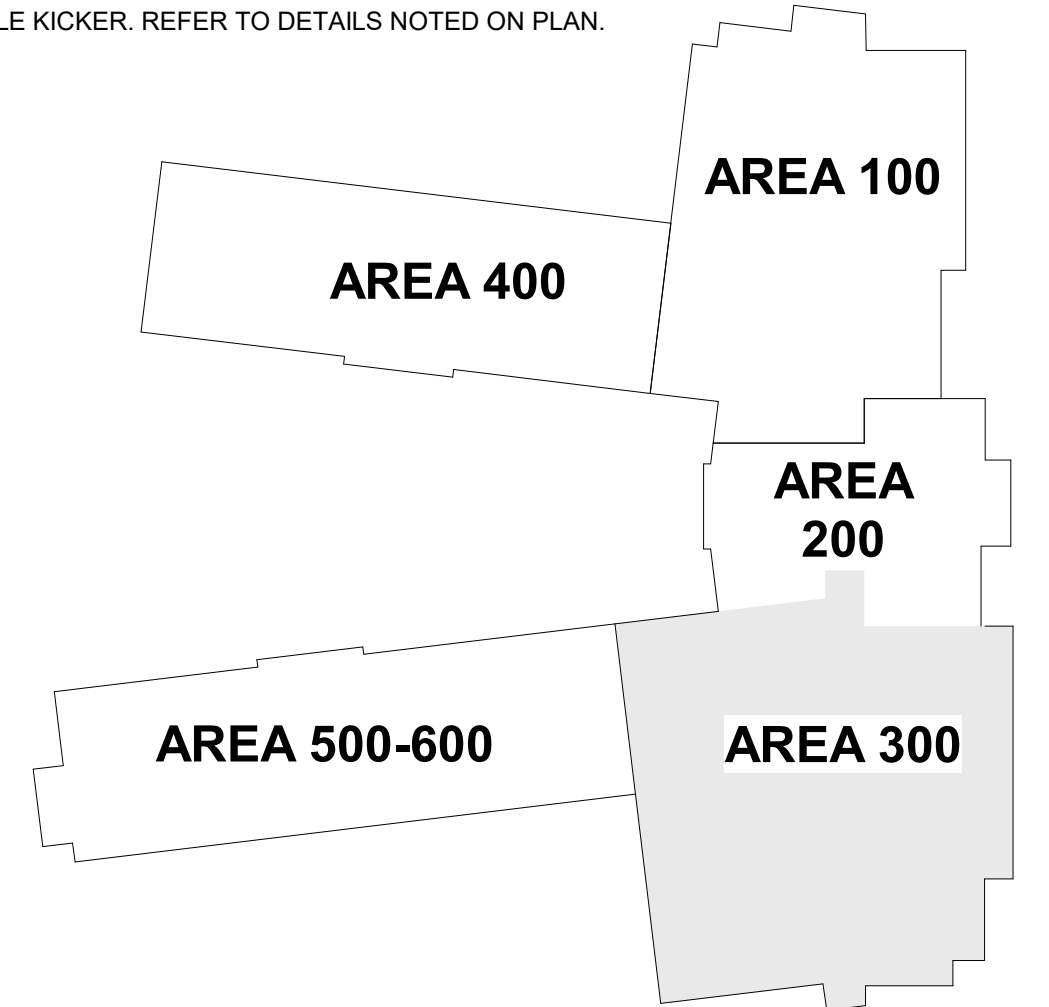 LE KICKER. REFER TO DETAILS NOTED ON PLAN.
AREA 100
AREA 400
AREA
200
AREA 500-600
AREA 300